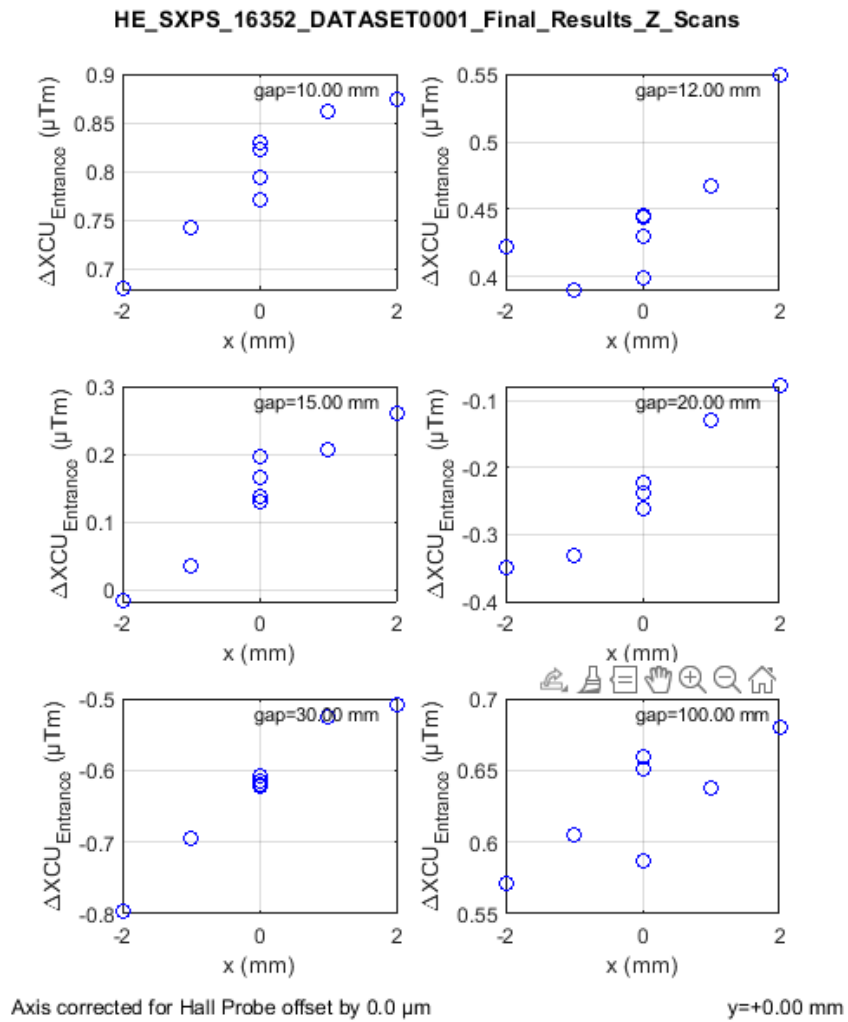 HE_SXPS_16352_DATASET0001_Final_Results_Z_Scans
0.9
0.85
0.8
0.75
0.7
ΔXCU_Entrance (µTm)
gap=10.00 mm
-2 0 2
x (mm)
0.55
0.5
0.45
0.4
ΔXCU_Entrance (µTm)
gap=12.00 mm
-2 0 2
x (mm)
0.3
0.2
0.1
0
ΔXCU_Entrance (µTm)
gap=15.00 mm
-2 0 2
x (mm)
-0.1
-0.2
-0.3
-0.4
ΔXCU_Entrance (µTm)
gap=20.00 mm
-2 0 2
x (mm)
-0.5
-0.6
-0.7
-0.8
ΔXCU_Entrance (µTm)
gap=30.00 mm
-2 0 2
x (mm)
0.7
0.65
0.6
0.55
ΔXCU_Entrance (µTm)
gap=100.00 mm
-2 0 2
x (mm)
Axis corrected for Hall Probe offset by 0.0 µm
y=+0.00 mm